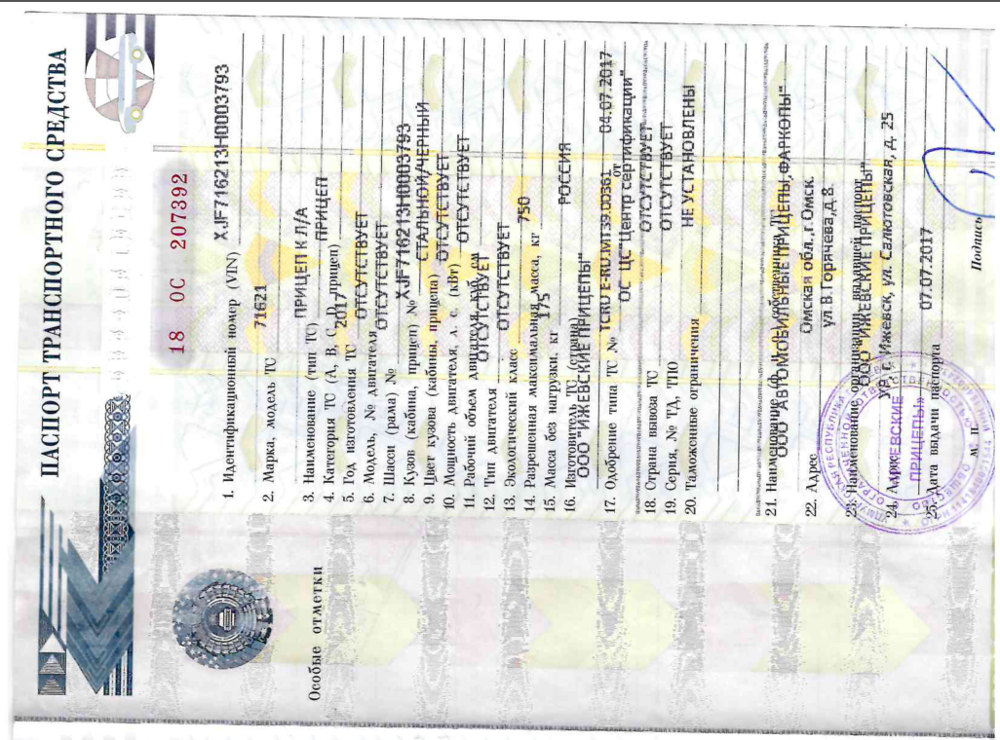 ПАСПОРТ ТРАНСПОРТНОГО СРЕДСТВА
18 ОС 207392
1. Идентификационный номер (VIN) XJF716213H0003793
2. Марка, модель ТС 71621
3. Наименование (тип ТС) ПРИЦЕП К Л/А
4. Категория ТС (A, B, C, D, прицеп) ПРИЦЕП
5. Год изготовления ТС 2017
6. Модель, № двигателя ОТСУТСТВУЕТ
7. Шасси (рама) № ОТСУТСТВУЕТ
8. Кузов (кабина, прицеп) № XJF716213H0003793
9. Цвет кузова (кабины, прицепа) СТАЛЬНОЙ/ЧЕРНЫЙ
10. Мощность двигателя, л. с. (кВт) ОТСУТСТВУЕТ
11. Рабочий объем двигателя, куб. см ОТСУТСТВУЕТ
12. Тип двигателя ОТСУТСТВУЕТ
13. Экологический класс ОТСУТСТВУЕТ
14. Разрешенная максимальная масса, кг 750
15. Масса без нагрузки, кг 175
16. Изготовитель ТС (страна) РОССИЯ
ООО "ИЖЕВСКИЕ ПРИЦЕПЫ"
17. Одобрение типа ТС № ТСRU E-RU.МТ39.00361 от 04.07.2017
ОС ЦС"Центр сертификации"
18. Страна вывоза ТС ОТСУТСТВУЕТ
19. Серия, № ТД, ТПО ОТСУТСТВУЕТ
20. Таможенные ограничения НЕ УСТАНОВЛЕНЫ
21. Наименование (ф. и. о.) собственника ТС
ООО "АВТОМОБИЛЬНЫЕ ПРИЦЕПЫ,ФАРКОПЫ"
22. Адрес Омская обл.,г.Омск.
ул.В.Горячева,д.8.
23. Наименование организации, выдавшей паспорт
ООО "ИЖЕВСКИЕ ПРИЦЕПЫ"
24. Адрес УР, г. Ижевск, ул. Салютовская, д. 25
25. Дата выдачи паспорта 07.07.2017
М. П. Подпись
ИЖЕВСКИЕ
ПРИЦЕПЫ»
Особые отметки